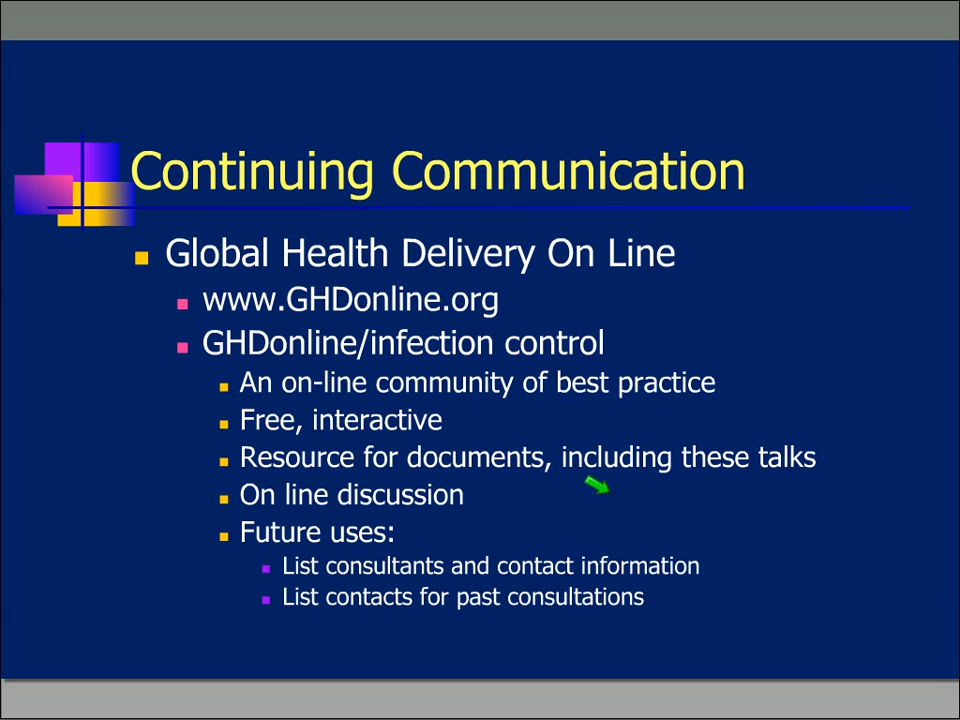 Continuing Communication
Global Health Delivery On Line
www.GHDonline.org
GHDonline/infection control
An on-line community of best practice
Free, interactive
Resource for documents, including these talks
On line discussion
Future uses:
List consultants and contact information
List contacts for past consultations